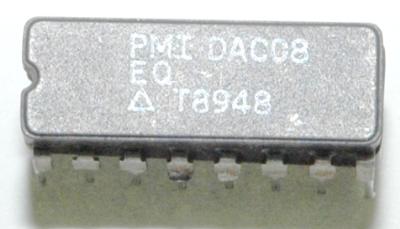 PMI DAC08
EQ
△ T8948